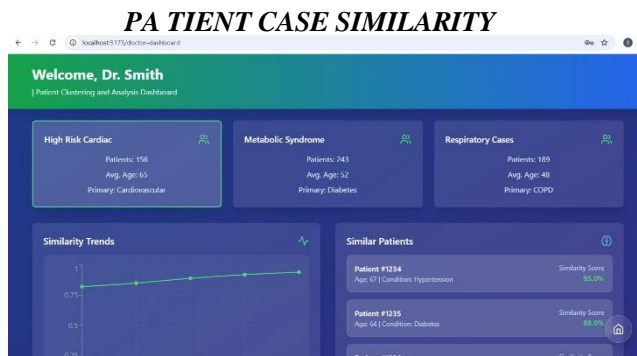 PA TIENT CASE SIMILARITY
localhost:5173/doctor-dashboard
Welcome, Dr. Smith
| Patient Clustering and Analysis Dashboard
High Risk Cardiac
Patients: 156
Avg. Age: 65
Primary: Cardiovascular
Metabolic Syndrome
Patients: 243
Avg. Age: 52
Primary: Diabetes
Respiratory Cases
Patients: 189
Avg. Age: 48
Primary: COPD
Similarity Trends
1
0.75
0.5
0.25
Similar Patients
Patient #1234
Age: 67 | Condition: Hypertension
Similarity Score
95.0%
Patient #1235
Age: 64 | Condition: Diabetes
Similarity Score
88.0%